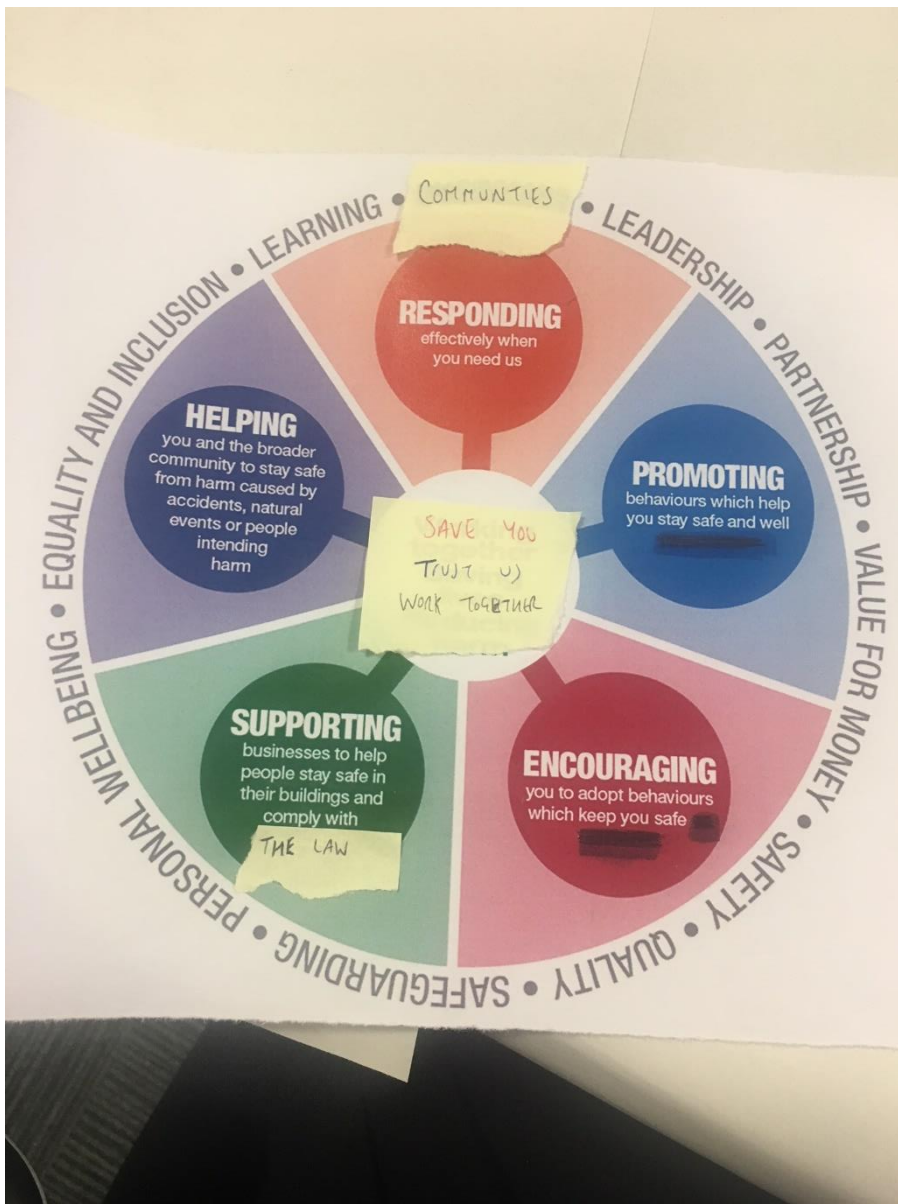 COMMUNTIES
• LEADERSHIP • PARTNERSHIP • VALUE FOR MONEY • SAFETY • QUALITY • SAFEGUARDING • PERSONAL WELLBEING • EQUALITY AND INCLUSION • LEARNING •
RESPONDING
effectively when
you need us
PROMOTING
behaviours which help
you stay safe and well
ENCOURAGING
you to adopt behaviours
which keep you safe
SUPPORTING
businesses to help
people stay safe in
their buildings and
comply with
THE LAW
HELPING
you and the broader
community to stay safe
from harm caused by
accidents, natural
events or people
intending
harm
SAVE YOU
TRUST US
WORK TOGETHER